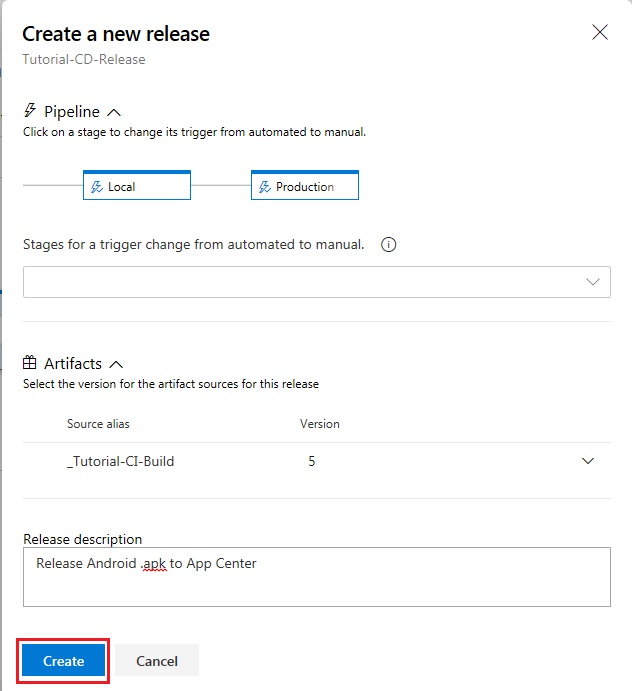 Create a new release
Tutorial-CD-Release
Pipeline
Click on a stage to change its trigger from automated to manual.
Local Production
Stages for a trigger change from automated to manual.
Artifacts
Select the version for the artifact sources for this release
Source alias Version
_Tutorial-CI-Build 5
Release description
Release Android .apk to App Center
Create Cancel